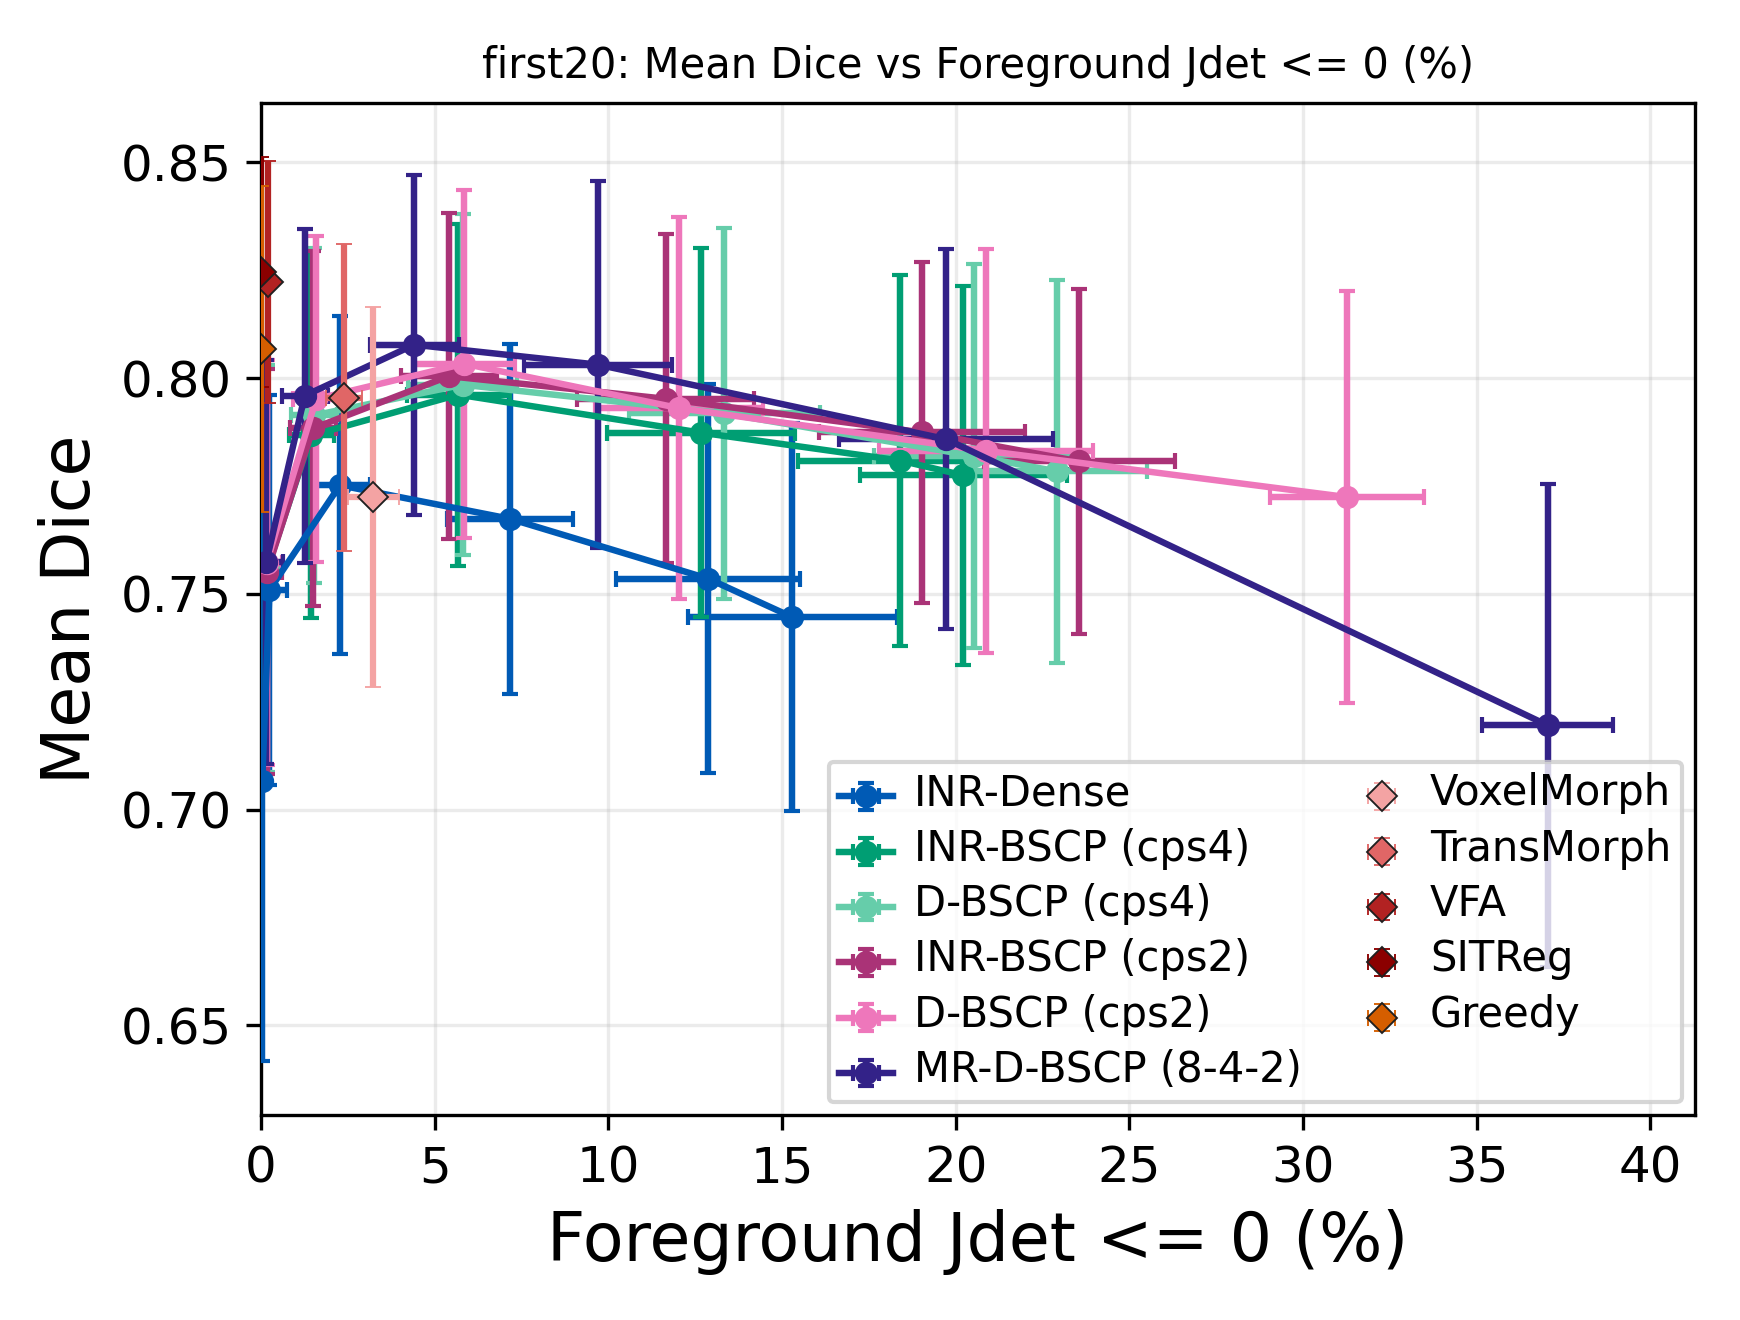 first20: Mean Dice vs Foreground Jdet <= 0 (%)
Mean Dice
0.85
0.80
0.75
0.70
0.65
INR-Dense
INR-BSCP (cps4)
D-BSCP (cps4)
INR-BSCP (cps2)
D-BSCP (cps2)
MR-D-BSCP (8-4-2)
VoxelMorph
TransMorph
VFA
SITReg
Greedy
0 5 10 15 20 25 30 35 40
Foreground Jdet <= 0 (%)